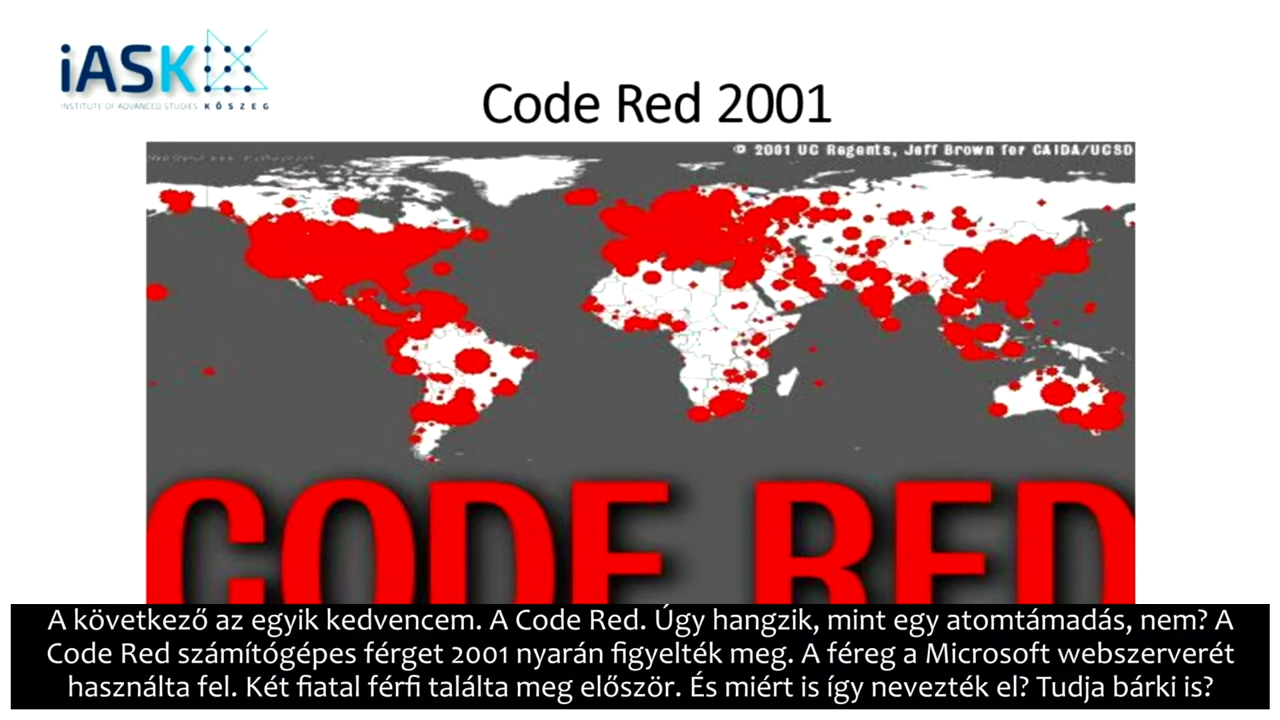 iASK
INSTITUTE OF ADVANCED STUDIES KŐSZEG
Code Red 2001
© 2001 UC Regents, Jeff Brown for CAIDA/UCSD
CODE RED
A következő az egyik kedvencem. A Code Red. Úgy hangzik, mint egy atomtámadás, nem? A
Code Red számítógépes férget 2001 nyarán figyelték meg. A féreg a Microsoft webszerverét
használta fel. Két fiatal férfi találta meg először. És miért is így nevezték el? Tudja bárki is?